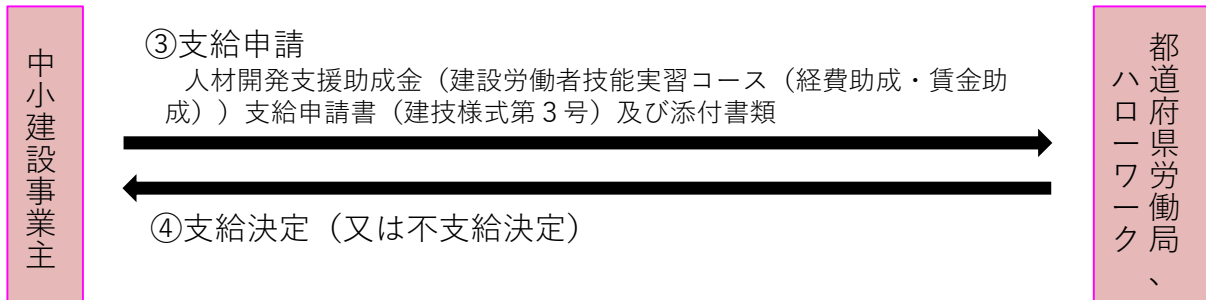 中小建設事業主
③支給申請
人材開発支援助成金（建設労働者技能実習コース（経費助成・賃金助
成））支給申請書（建技様式第３号）及び添付書類
④支給決定（又は不支給決定）
都道府県労働局、
ハローワーク